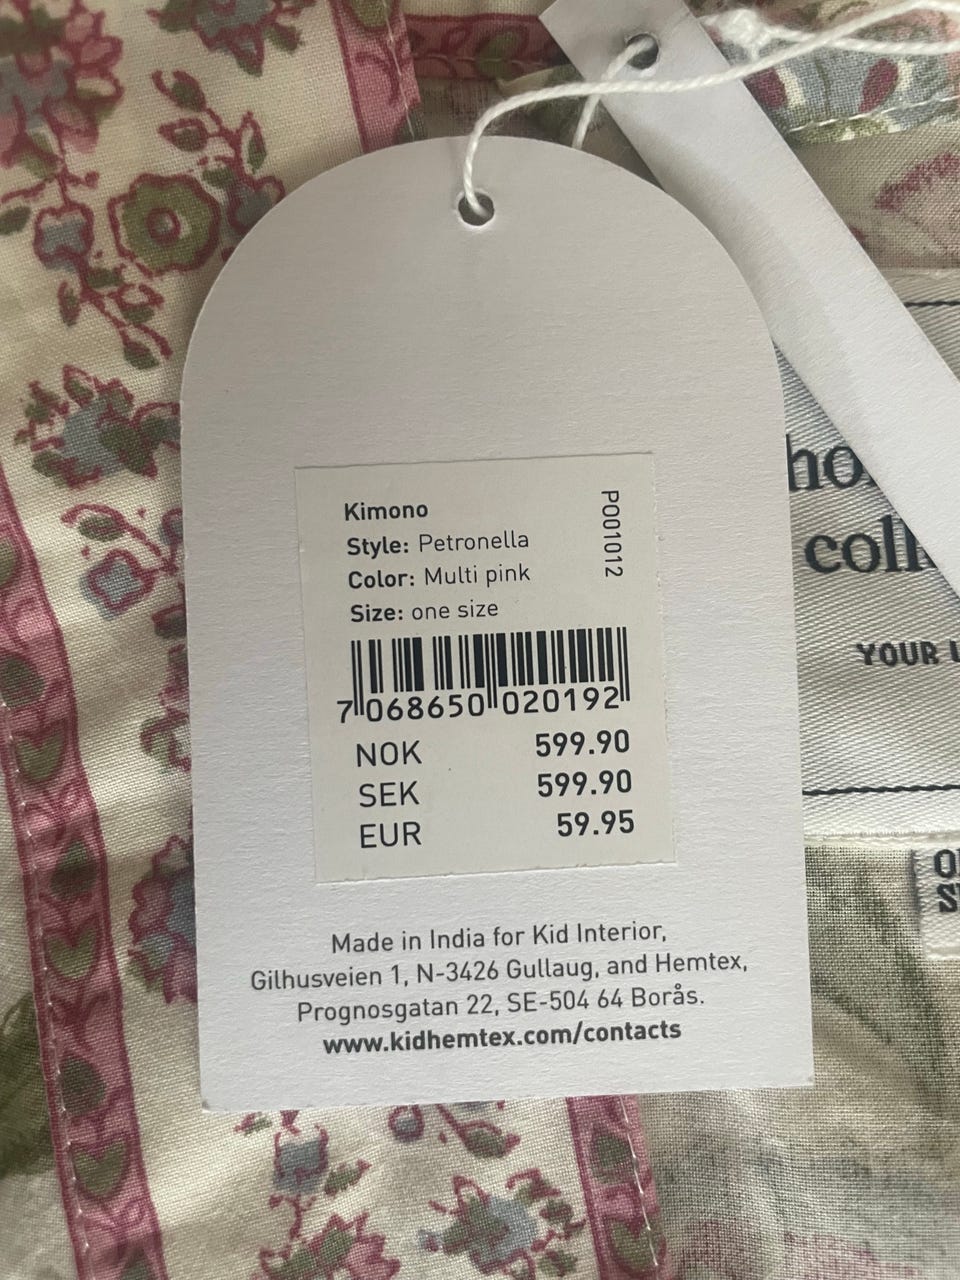 Kimono
Style: Petronella
Color: Multi pink
Size: one size
PO01012
7 068650 020192
NOK 599.90
SEK 599.90
EUR 59.95
Made in India for Kid Interior,
Gilhusveien 1, N-3426 Gullaug, and Hemtex,
Prognosgatan 22, SE-504 64 Borås.
www.kidhemtex.com/contacts
YOUR